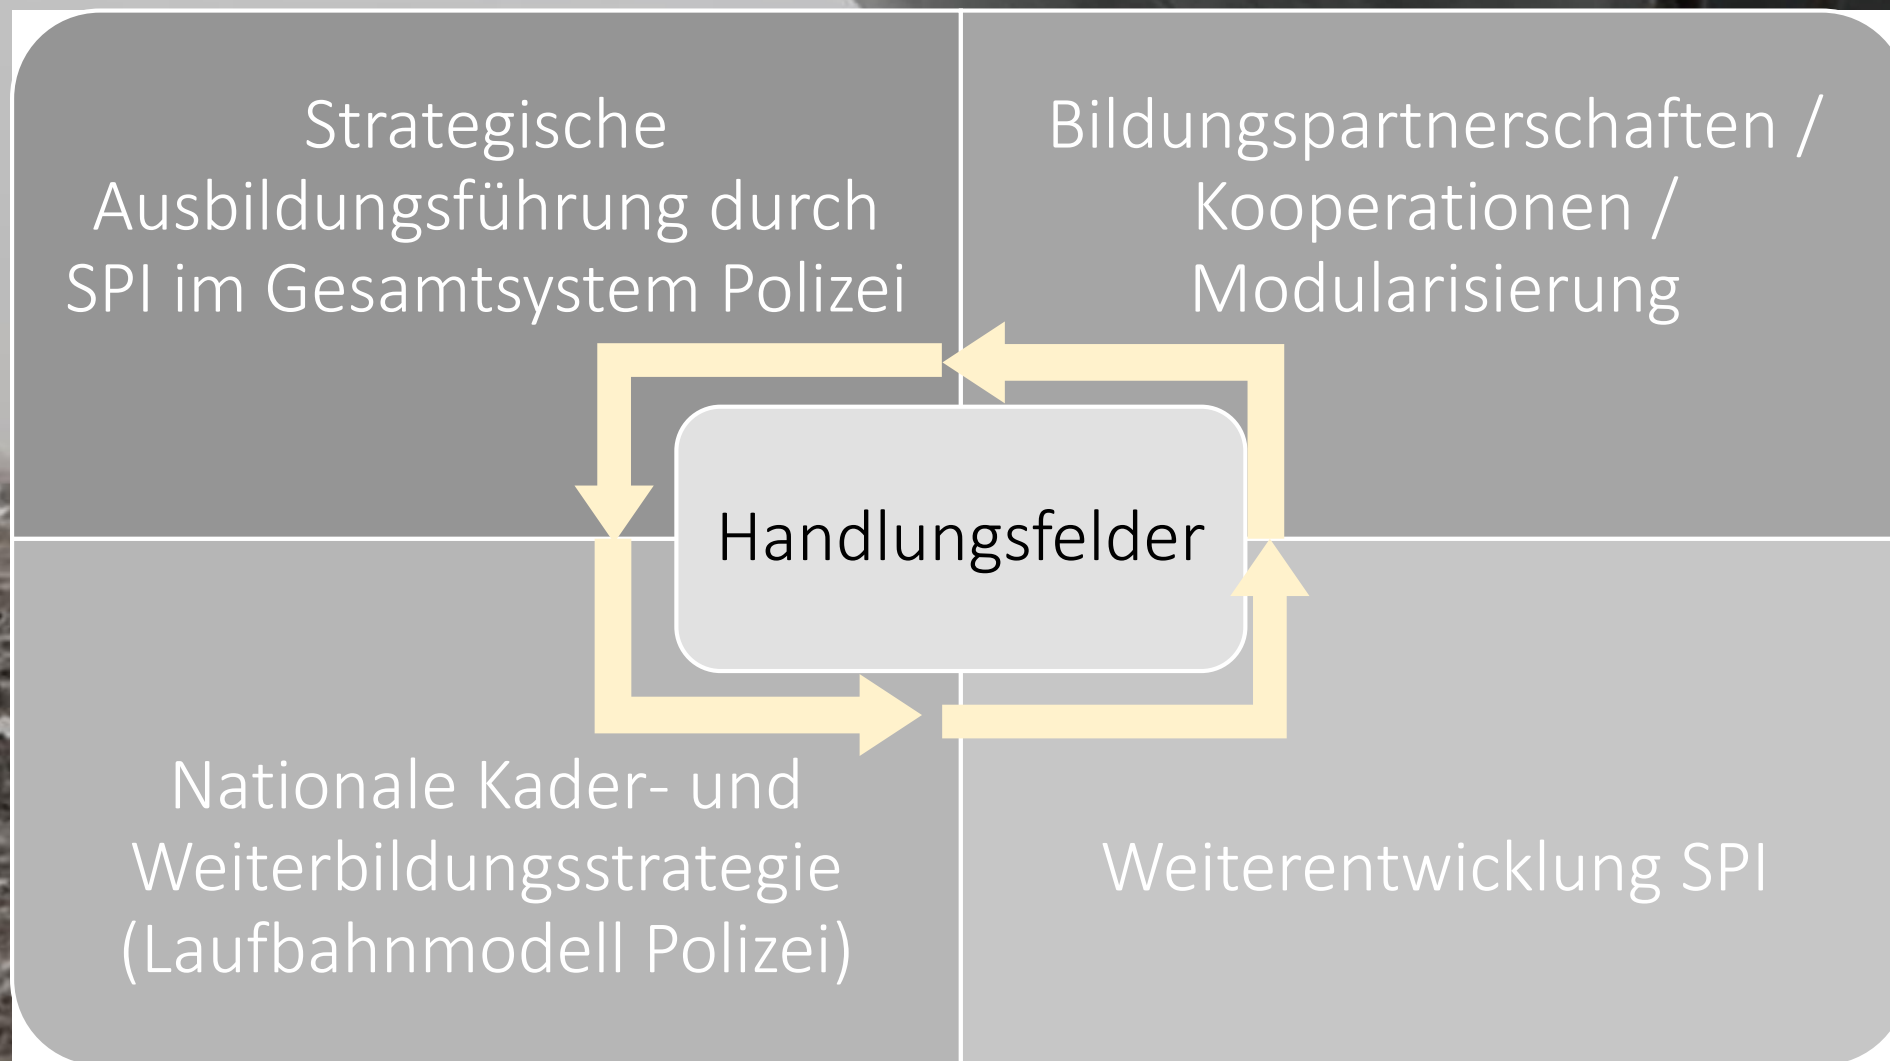 Strategische
Ausbildungsführung durch
SPI im Gesamtsystem Polizei
Bildungspartnerschaften /
Kooperationen /
Modularisierung
Handlungsfelder
Nationale Kader- und
Weiterbildungsstrategie
(Laufbahnmodell Polizei)
Weiterentwicklung SPI